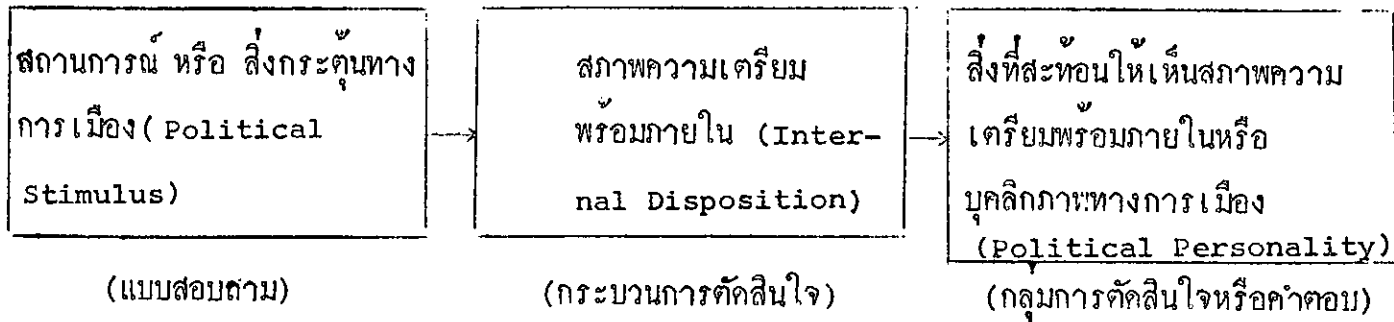 สถานการณ์ หรือ สิ่งกระตุ้นทาง
การเมือง(Political
Stimulus)
(แบบสอบถาม)
สภาพความเตรียม
พร้อมภายใน (Inter-
nal Disposition)
(กระบวนการตัดสินใจ)
สิ่งที่สะท้อนให้เห็นสภาพความ
เตรียมพร้อมภายในหรือ
บุคลิกภาพทางการเมือง
(Political Personality)
(กลุ่มการตัดสินใจหรือคำตอบ)